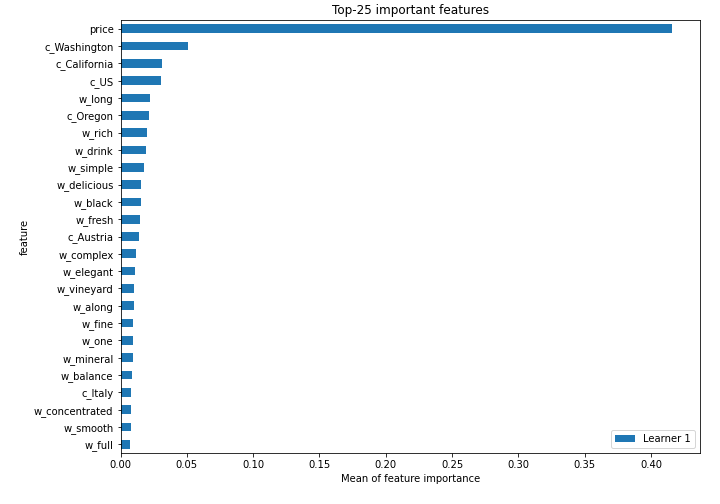 Top-25 important features
price
c_Washington
c_California
c_US
w_long
c_Oregon
w_rich
w_drink
w_simple
w_delicious
w_black
w_fresh
c_Austria
w_complex
w_elegant
w_vineyard
w_along
w_fine
w_one
w_mineral
w_balance
c_Italy
w_concentrated
w_smooth
w_full
feature
Learner 1
0.00 0.05 0.10 0.15 0.20 0.25 0.30 0.35 0.40
Mean of feature importance